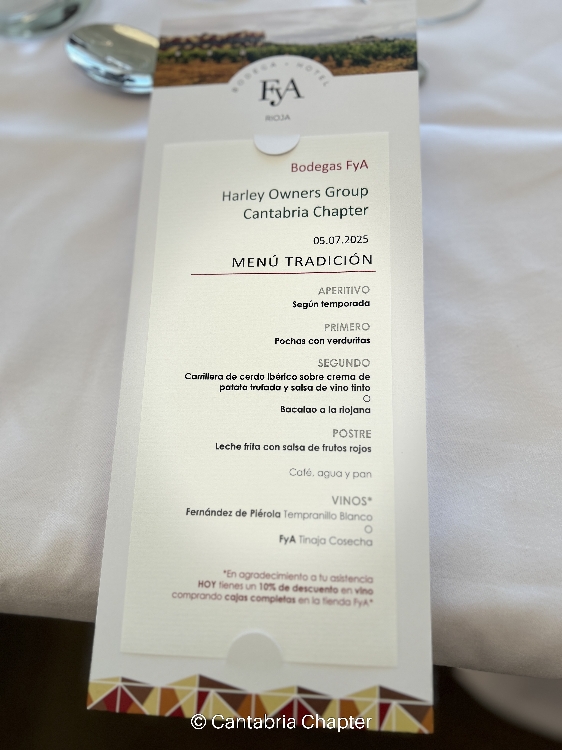 BODEGA · HOTEL
FyA
RIOJA
Bodegas FyA
Harley Owners Group
Cantabria Chapter
05.07.2025
MENÚ TRADICIÓN
APERITIVO
Según temporada
PRIMERO
Pochas con verduritas
SEGUNDO
Carrillera de cerdo ibérico sobre crema de
patata trufada y salsa de vino tinto
O
Bacalao a la riojana
POSTRE
Leche frita con salsa de frutos rojos
Café, agua y pan
VINOS*
Fernández de Piérola Tempranillo Blanco
O
FyA Tinaja Cosecha
*En agradecimiento a tu asistencia
HOY tienes un 10% de descuento en vino
comprando cajas completas en la tienda FyA*
© Cantabria Chapter